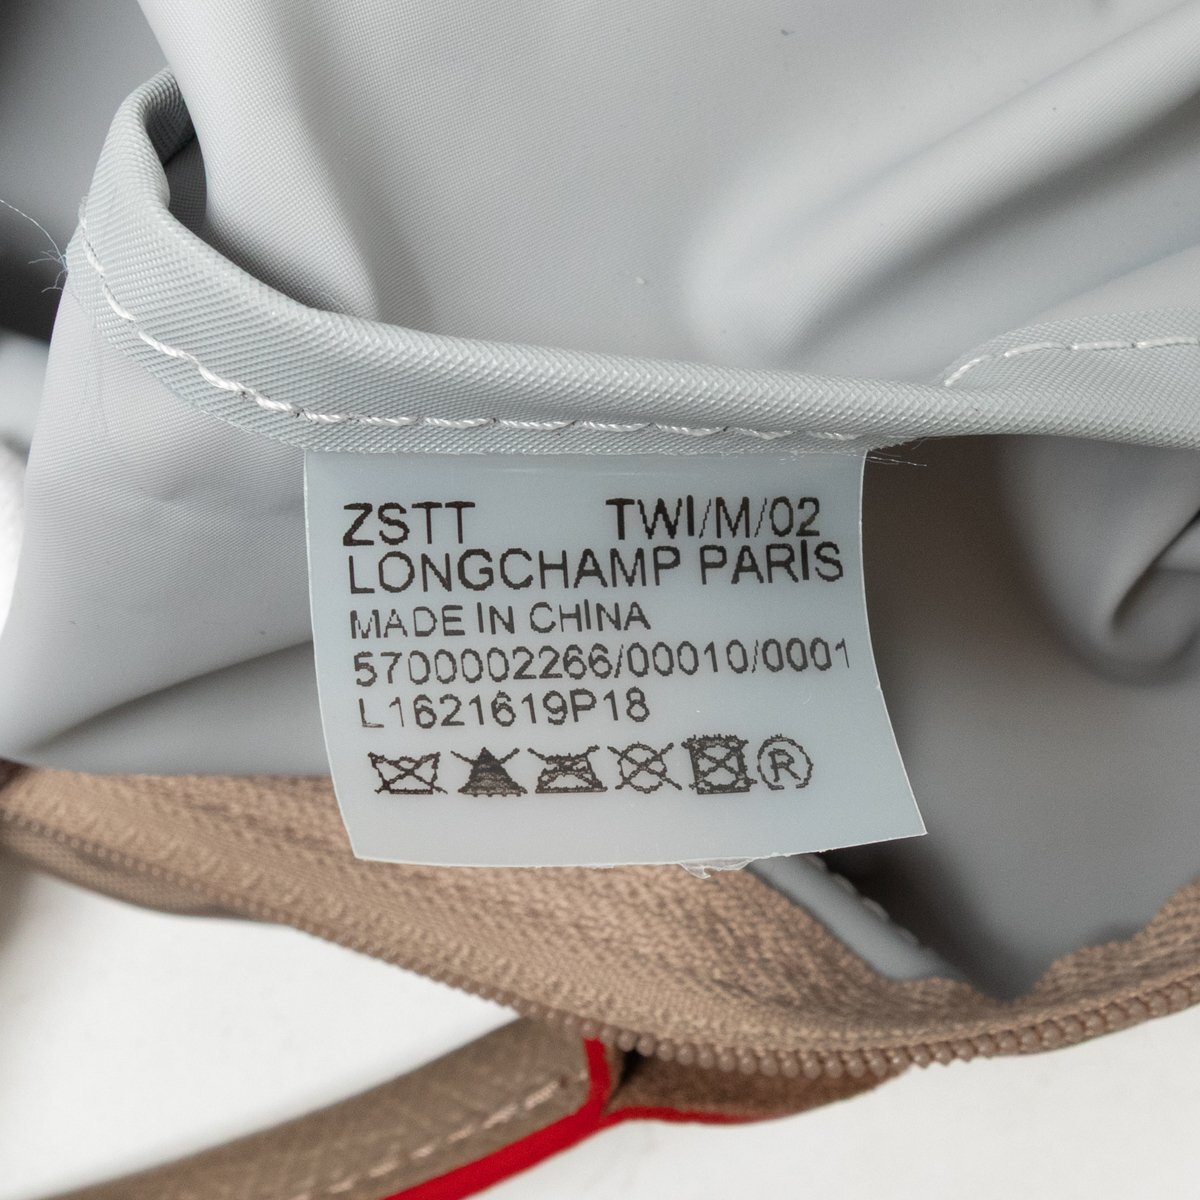 ZSTT TWI/M/02
LONGCHAMP PARIS
MADE IN CHINA
5700002266/00010/0001
L1621619P18
®